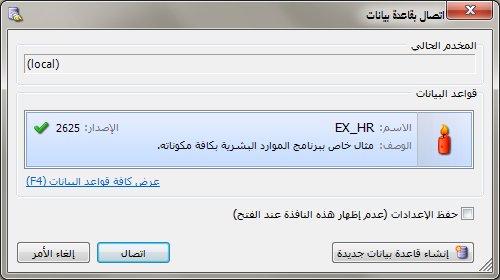 اتصال بقاعدة بيانات
المخدم الحالي
(local)
قواعد البيانات
الاسم: EX_HR الإصدار: 2625
الوصف: مثال خاص ببرنامج الموارد البشرية بكافة مكوناته.
عرض كافة قواعد البيانات (F4)
حفظ الإعدادات (عدم إظهار هذه النافذة عند الفتح)
إنشاء قاعدة بيانات جديدة اتصال إلغاء الأمر